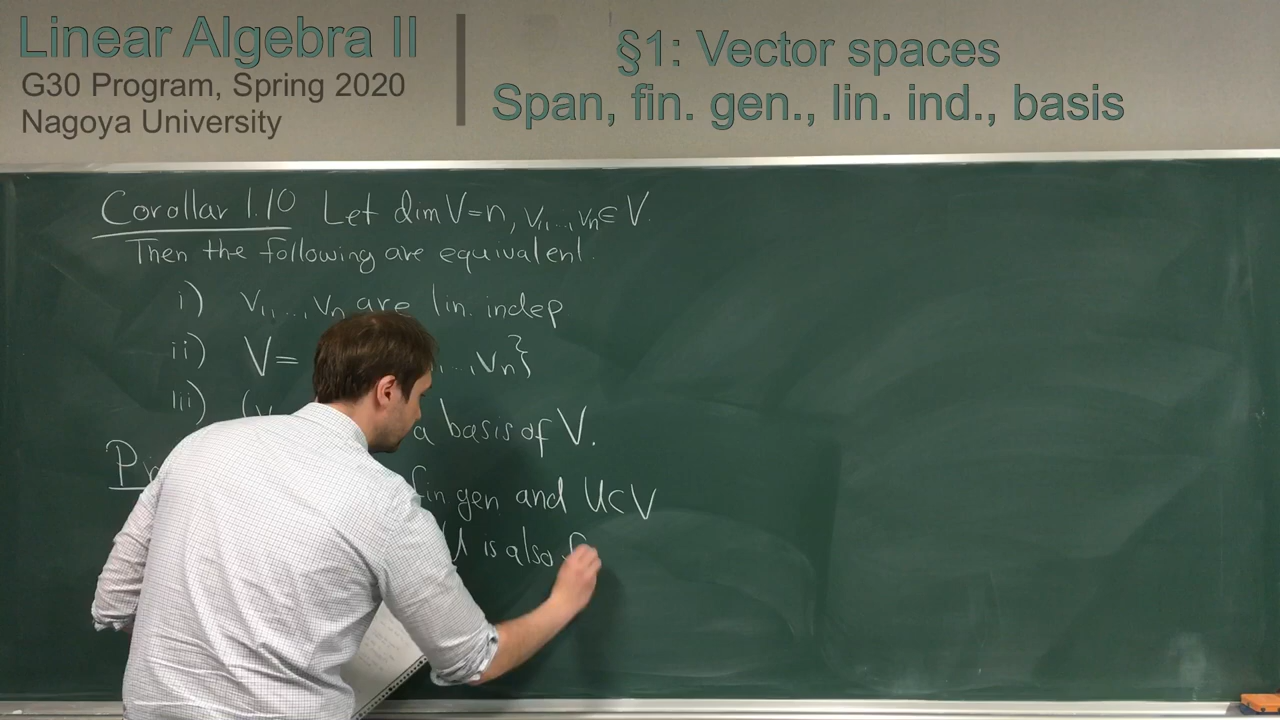 Linear Algebra II
G30 Program, Spring 2020
Nagoya University
§1: Vector spaces
Span, fin. gen., lin. ind., basis
Corollar 1.10 Let dim V=n, v₁,..,vₙ∈V.
Then the following are equivalent.
i) v₁,..,vₙ are lin. indep
ii) V= ..,vₙ}
iii) (v a basis of V.
fin gen and U⊂V
U is also